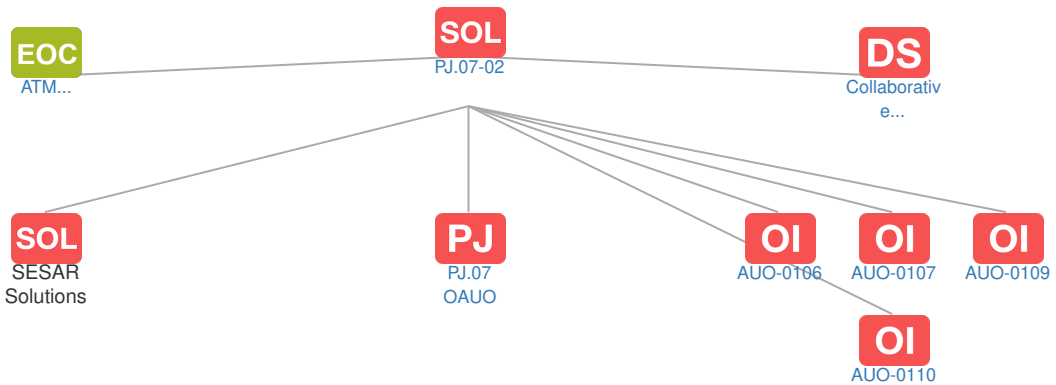 SOL
PJ.07-02
EOC
ATM...
DS
Collaborativ
e...
SOL
SESAR
Solutions
PJ
PJ.07
OAUO
OI
AUO-0106
OI
AUO-0107
OI
AUO-0109
OI
AUO-0110